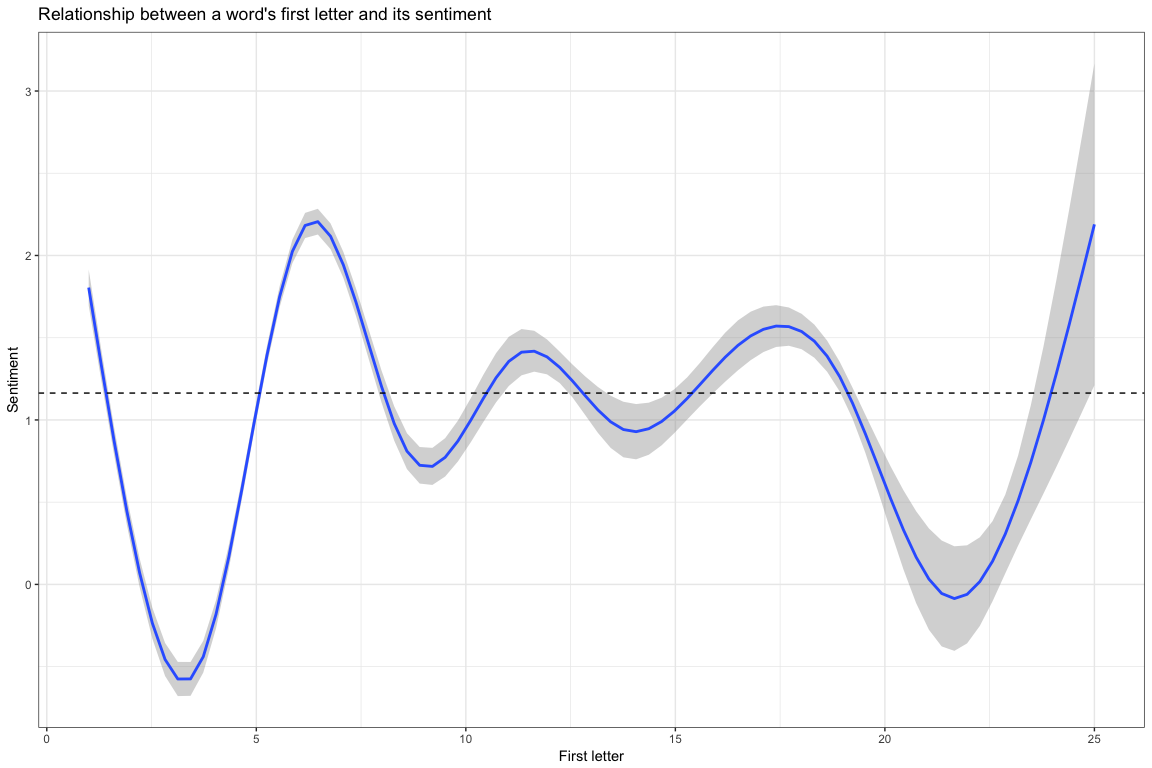 Relationship between a word's first letter and its sentiment
3
2
1
0
Sentiment
0 5 10 15 20 25
First letter